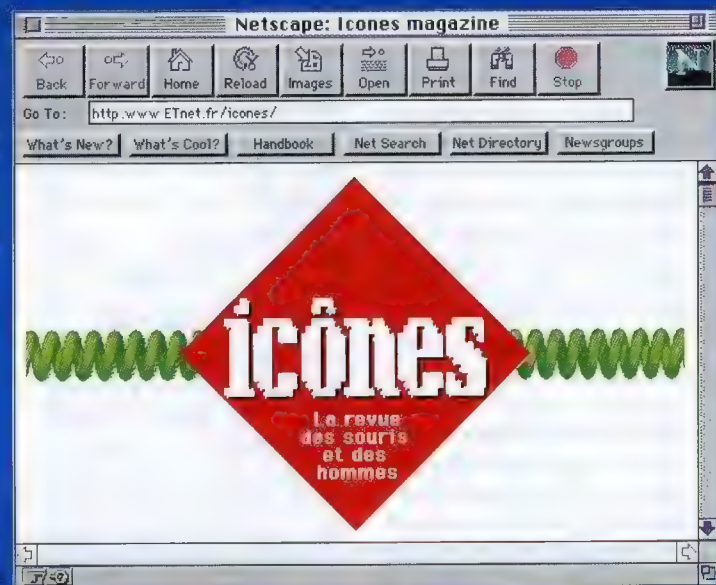 Netscape: Icones magazine
Back Forward Home Reload Images Open Print Find Stop
N
Go To: http.www ETnet.fr/icones/
What's New? What's Cool? Handbook Net Search Net Directory Newsgroups
icônes
La revue
des souris
et des
hommes